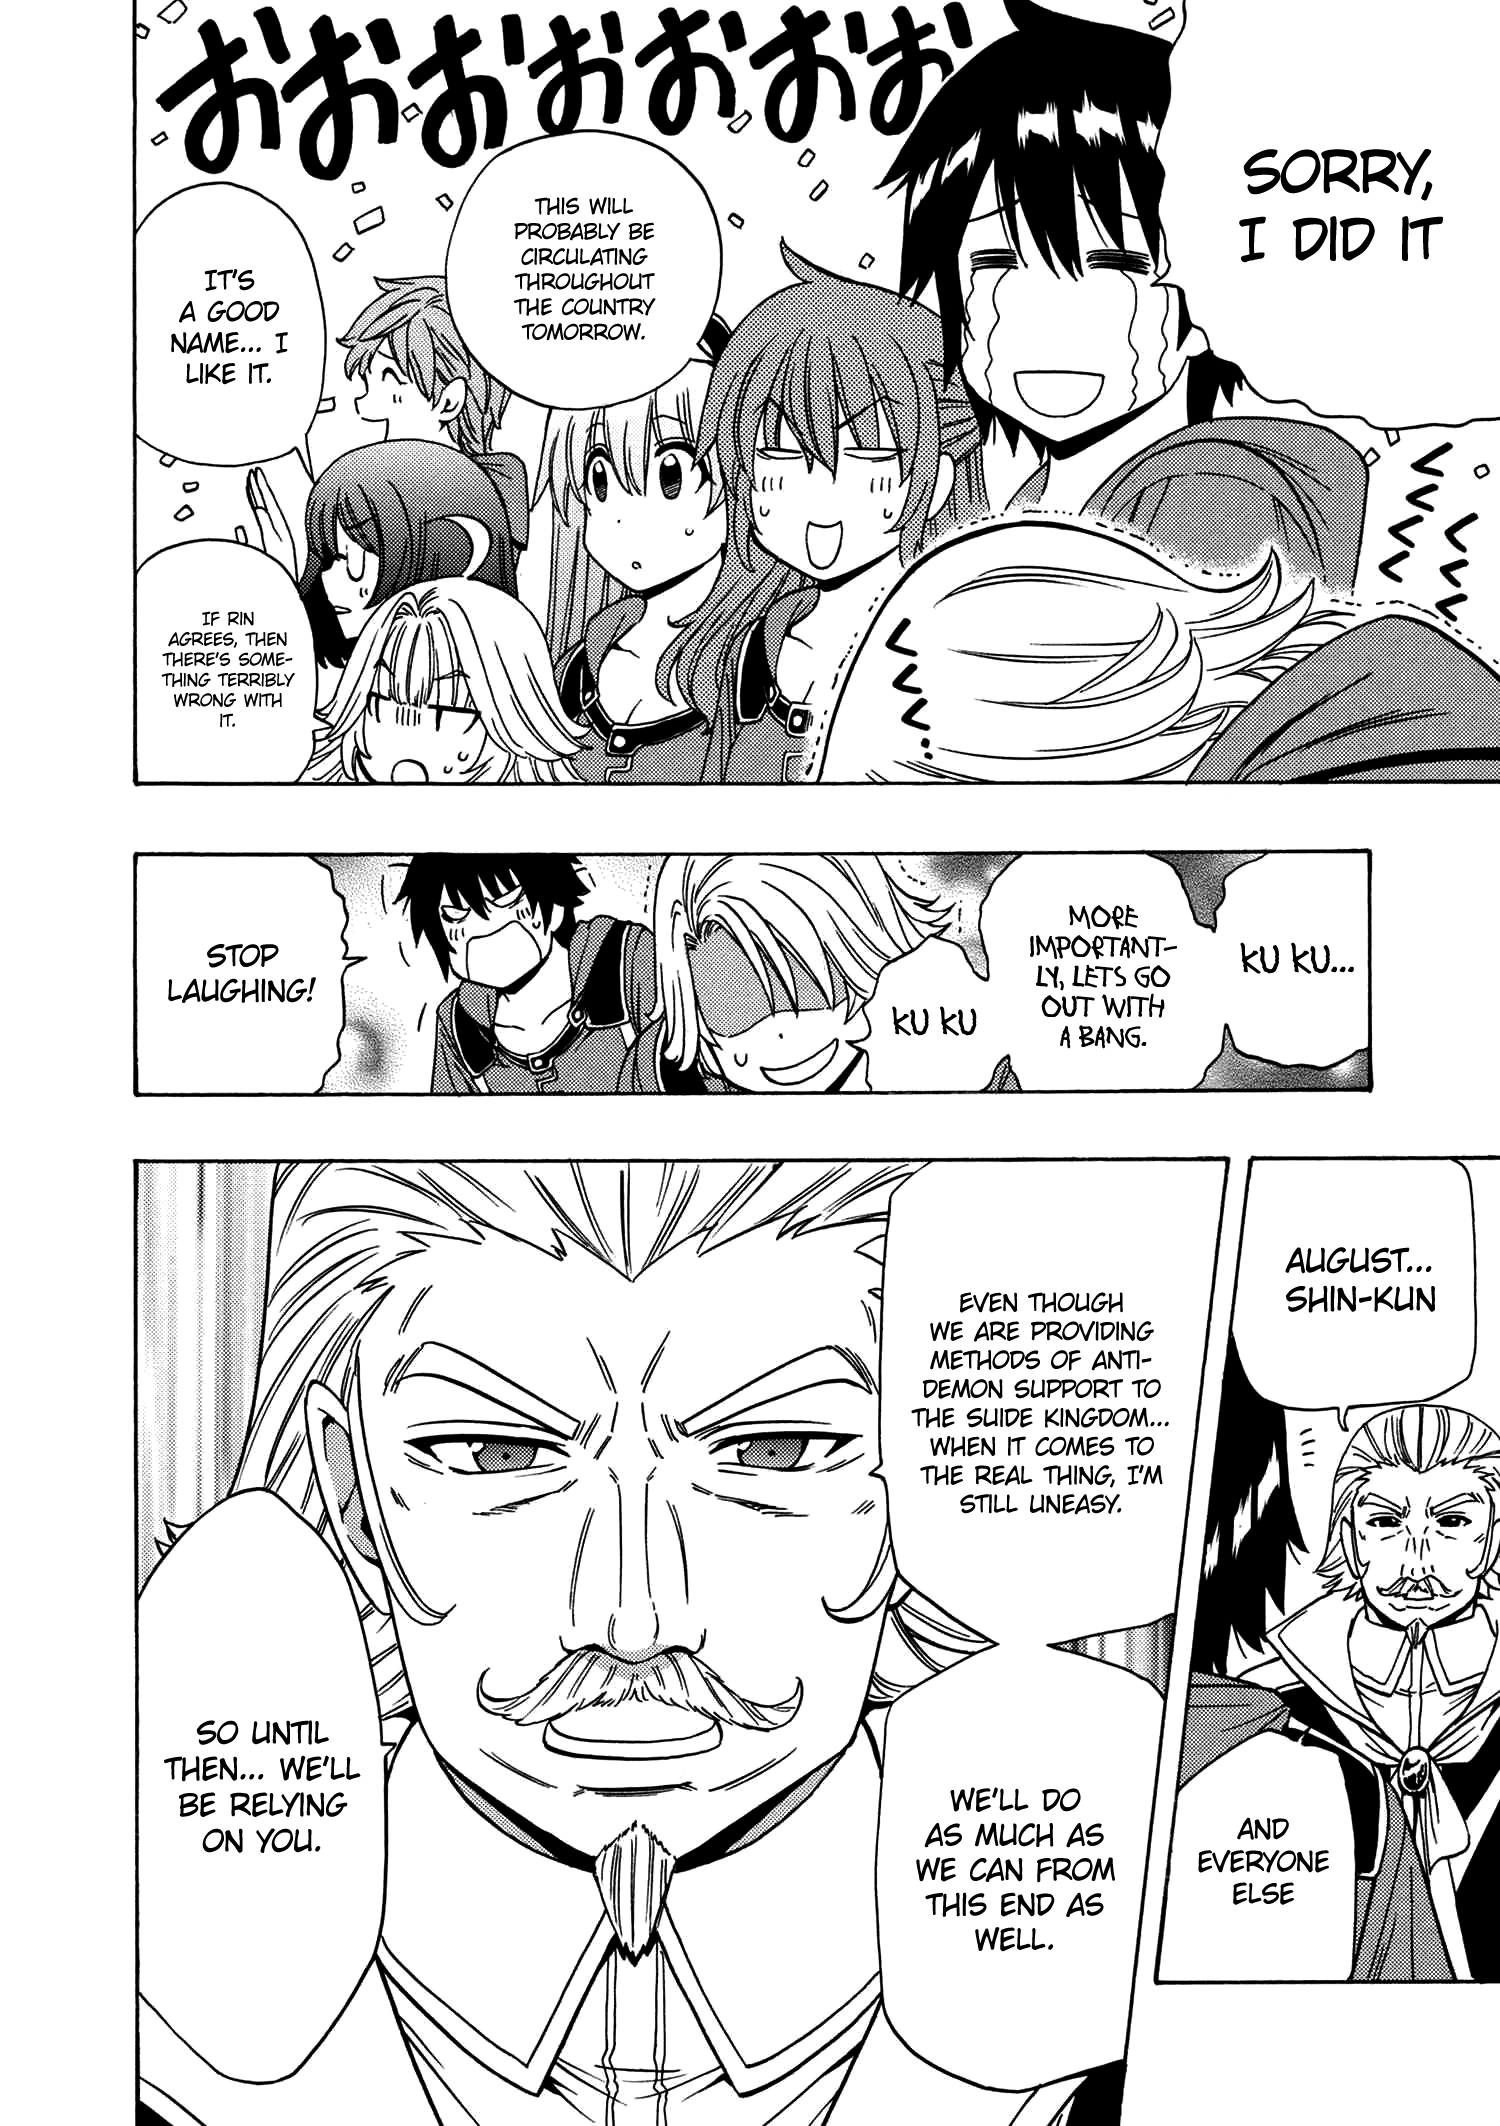 おおおおおおお
SORRY,
I DID IT
THIS WILL
PROBABLY BE
CIRCULATING
THROUGHOUT
THE COUNTRY
TOMORROW.
IT'S
A GOOD
NAME... I
LIKE IT.
IF RIN
AGREES, THEN
THERE'S SOME-
THING TERRIBLY
WRONG WITH
IT.
KU KU...
MORE
IMPORTANT-
LY, LETS GO
OUT WITH
A BANG.
KU KU
STOP
LAUGHING!
AUGUST...
SHIN-KUN
AND
EVERYONE
ELSE
EVEN THOUGH
WE ARE PROVIDING
METHODS OF ANTI-
DEMON SUPPORT TO
THE SUIDE KINGDOM...
WHEN IT COMES TO
THE REAL THING, I'M
STILL UNEASY.
WE'LL DO
AS MUCH AS
WE CAN FROM
THIS END AS
WELL.
SO UNTIL
THEN... WE'LL
BE RELYING
ON YOU.